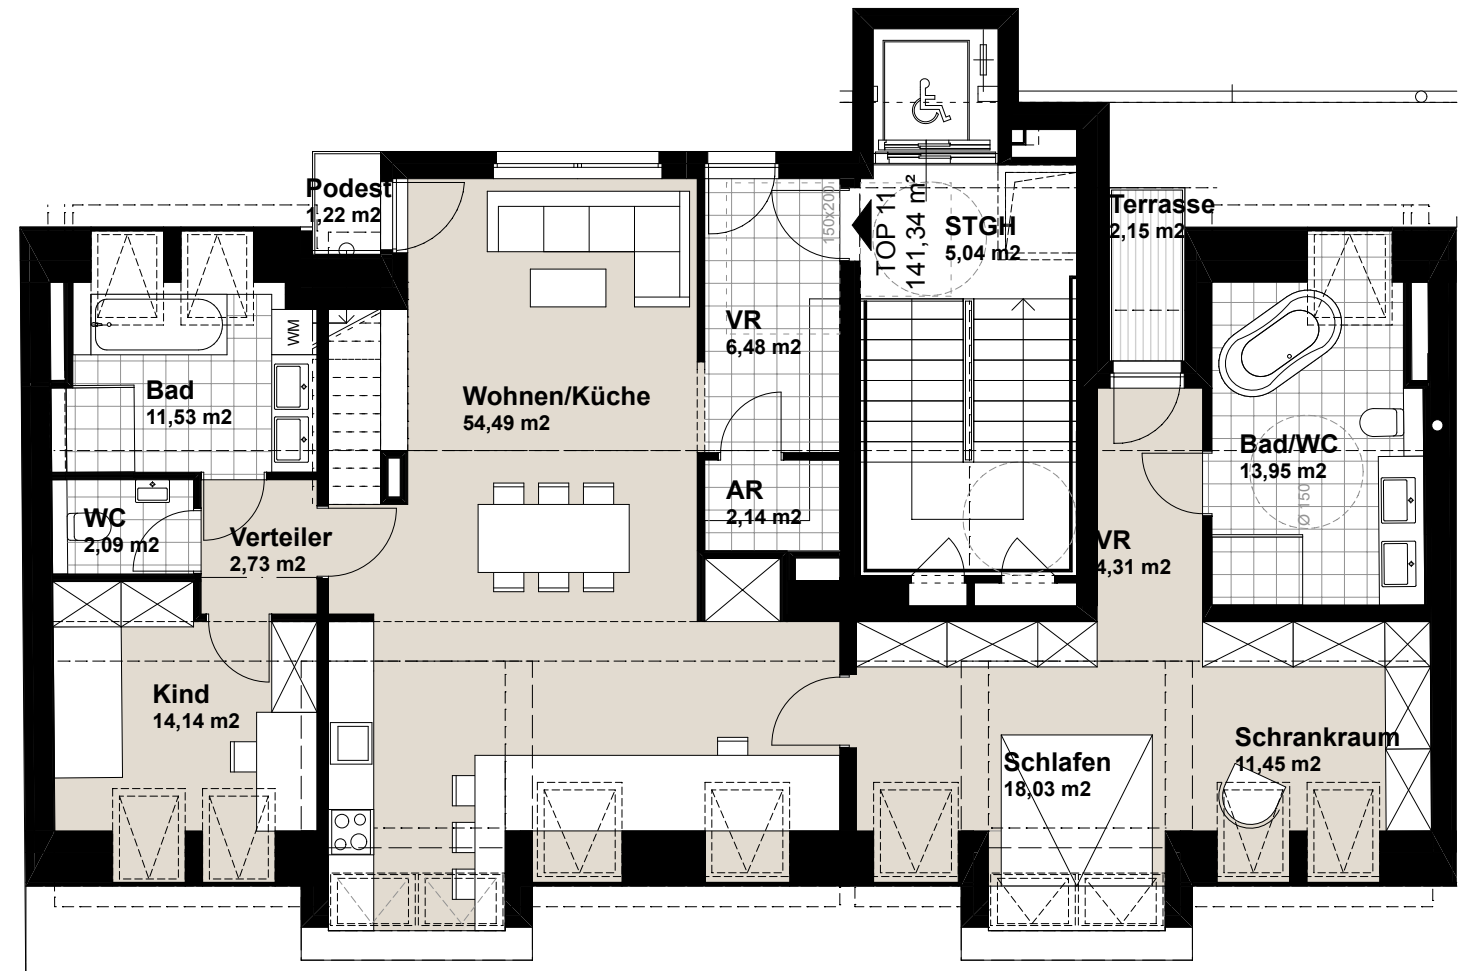 Podest
1,22 m2
150x200
TOP 11
141,34 m²
STGH
5,04 m2
Terrasse
2,15 m2
WM
VR
6,48 m2
Bad
11,53 m2
Wohnen/Küche
54,49 m2
Bad/WC
13,95 m2
Ø 150
AR
2,14 m2
WC
2,09 m2
Verteiler
2,73 m2
VR
4,31 m2
Kind
14,14 m2
Schlafen
18,03 m2
Schrankraum
11,45 m2